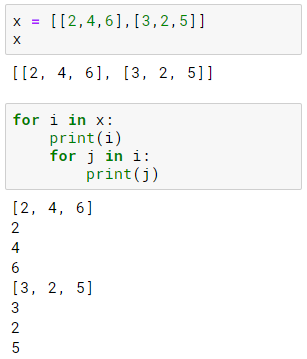 x = [[2,4,6],[3,2,5]]
x
[[2, 4, 6], [3, 2, 5]]
for i in x:
    print(i)
    for j in i:
        print(j)
[2, 4, 6]
2
4
6
[3, 2, 5]
3
2
5